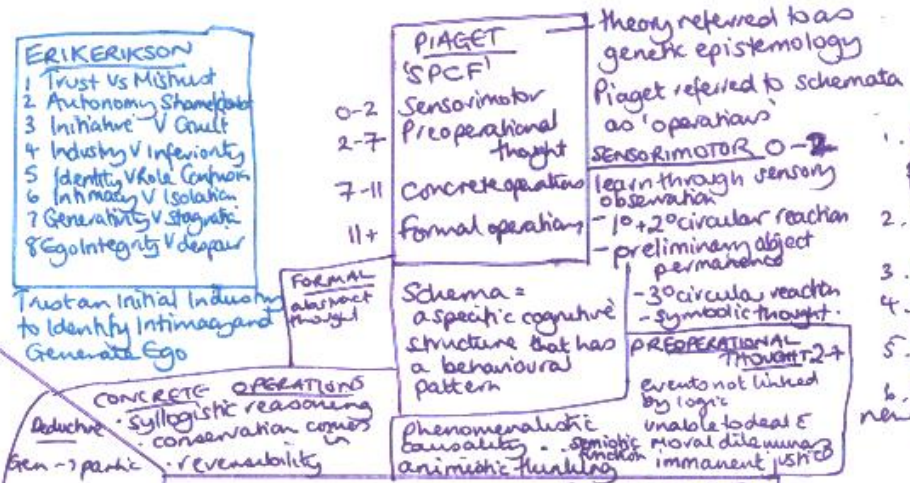 ERIKERIKSON
1 Trust Vs Mistrust
2 Autonomy Shame/doubt
3 Initiative V Guilt
4 Industry V Inferiority
5 Identity V Role Confusion
6 Intimacy V Isolation
7 Generativity V Stagnatic
8 Ego Integrity V despair
Trust an Initial Industry
to Identify Intimacy and
Generate Ego
PIAGET
'SPCF'
0-2 Sensorimotor
2-7 Preoperational
thought
7-11 Concrete operations
11+ Formal operations
theory referred to as
genetic epistemology
Piaget referred to schemata
as 'operations'
SENSORIMOTOR 0-2
learn through sensory
observation
- 1° + 2° circular reaction
- preliminary object
permanence
- 3° circular reaction
- symbolic thought.
FORMAL
abstract
thought
Schema =
a specific cognitive
structure that has
a behavioural
pattern
PREOPERATIONAL
THOUGHT 2-7
events not linked
by logic
unable to deal c
moral dilemmas
immanent justice
CONCRETE OPERATIONS
· syllogistic reasoning
conservation comes
· reversibility
Deductive
Gen -> partic
phenomenalistic
causality · · semiotic
function
animistic thinking
1.
2.
3.
4.
5.
6.